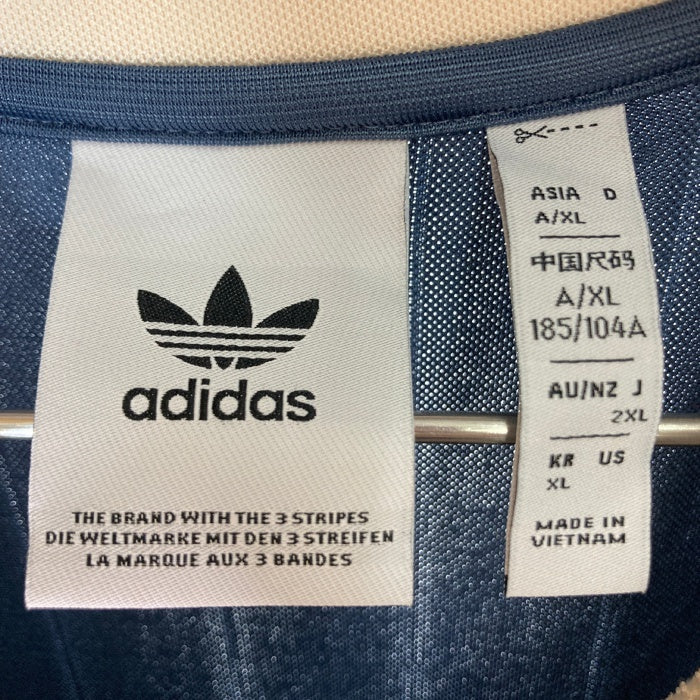 adidas
THE BRAND WITH THE 3 STRIPES
DIE WELTMARKE MIT DEN 3 STREIFEN
LA MARQUE AUX 3 BANDES
ASIA D
A/XL
中国尺码
A/XL
185/104A
AU/NZ J
2XL
KR US
XL
MADE IN
VIETNAM